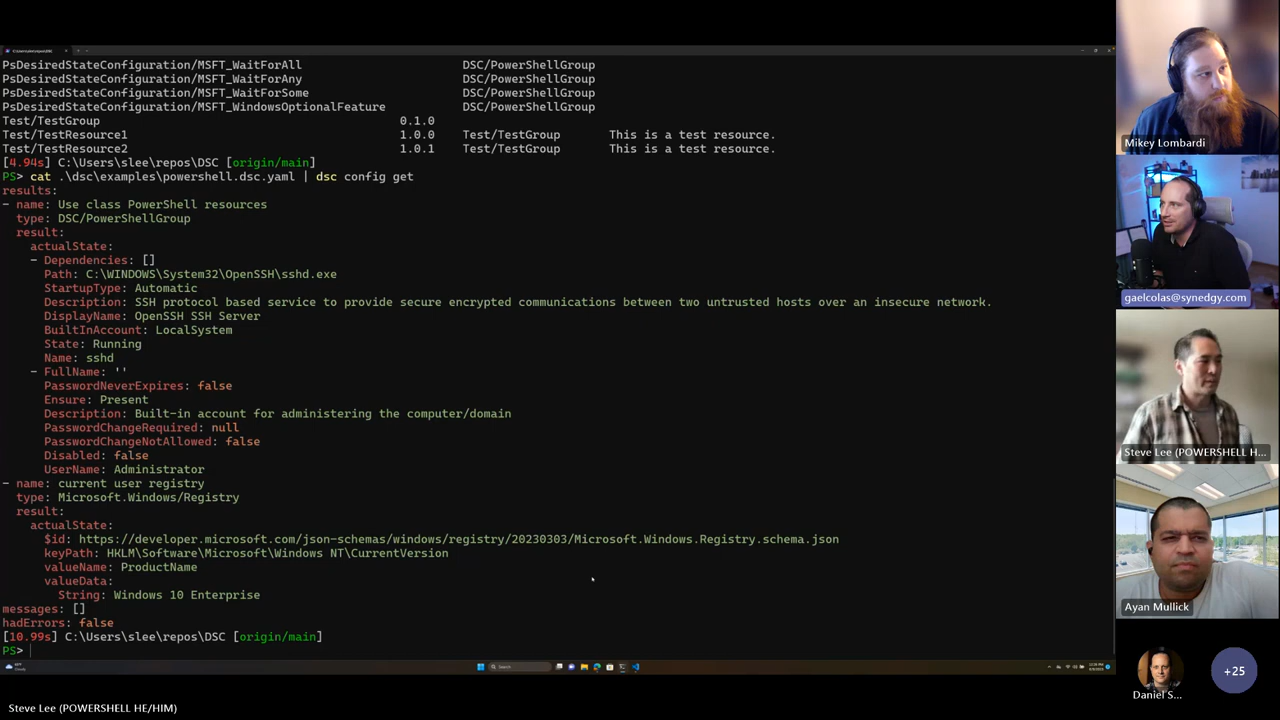 PsDesiredStateConfiguration/MSFT_WaitForAll DSC/PowerShellGroup
PsDesiredStateConfiguration/MSFT_WaitForAny DSC/PowerShellGroup
PsDesiredStateConfiguration/MSFT_WaitForSome DSC/PowerShellGroup
PsDesiredStateConfiguration/MSFT_WindowsOptionalFeature DSC/PowerShellGroup
Test/TestGroup 0.1.0
Test/TestResource1 1.0.0 Test/TestGroup This is a test resource.
Test/TestResource2 1.0.1 Test/TestGroup This is a test resource.
[4.94s] C:\Users\slee\repos\DSC [origin/main]
PS> cat .\dsc\examples\powershell.dsc.yaml | dsc config get
results:
- name: Use class PowerShell resources
type: DSC/PowerShellGroup
result:
actualState:
- Dependencies: []
Path: C:\WINDOWS\System32\OpenSSH\sshd.exe
StartupType: Automatic
Description: SSH protocol based service to provide secure encrypted communications between two untrusted hosts over an insecure network.
DisplayName: OpenSSH SSH Server
BuiltInAccount: LocalSystem
State: Running
Name: sshd
- FullName: ''
PasswordNeverExpires: false
Ensure: Present
Description: Built-in account for administering the computer/domain
PasswordChangeRequired: null
PasswordChangeNotAllowed: false
Disabled: false
UserName: Administrator
- name: current user registry
type: Microsoft.Windows/Registry
result:
actualState:
$id: https://developer.microsoft.com/json-schemas/windows/registry/20230303/Microsoft.Windows.Registry.schema.json
keyPath: HKLM\Software\Microsoft\Windows NT\CurrentVersion
valueName: ProductName
valueData:
String: Windows 10 Enterprise
messages: []
hadErrors: false
[10.99s] C:\Users\slee\repos\DSC [origin/main]
PS>
Search
Steve Lee (POWERSHELL HE/HIM)
Mikey Lombardi
gaelcolas@synedgy.com
Steve Lee (POWERSHELL H...
Ayan Mullick
Daniel S...
+25